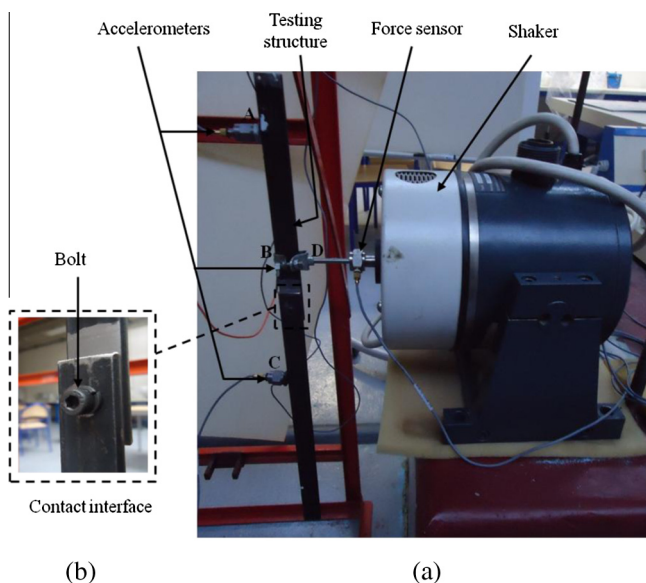 Accelerometers
Testing
structure
Force sensor
Shaker
A
B
D
Bolt
C
Contact interface
(b)
(a)